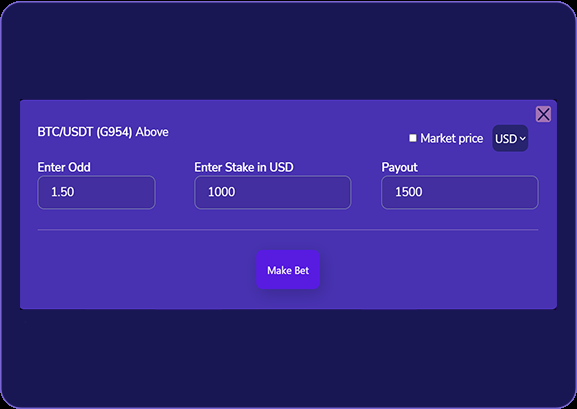 BTC/USDT (G954) Above
Market price
USD
Enter Odd
Enter Stake in USD
Payout
1.50
1000
1500
Make Bet